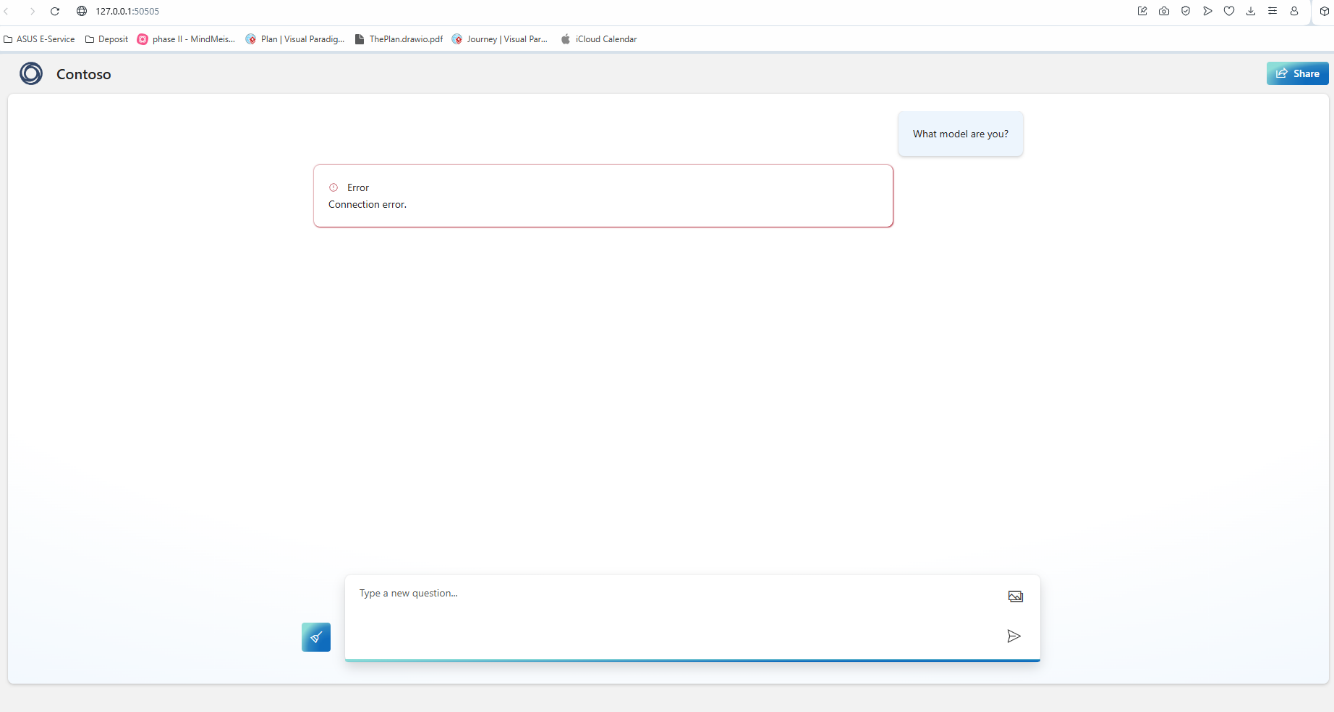 127.0.0.1:50505
ASUS E-Service Deposit phase II - MindMeis... Plan | Visual Paradig... ThePlan.drawio.pdf Journey | Visual Par... iCloud Calendar
Contoso Share
What model are you?
Error
Connection error.
Type a new question...